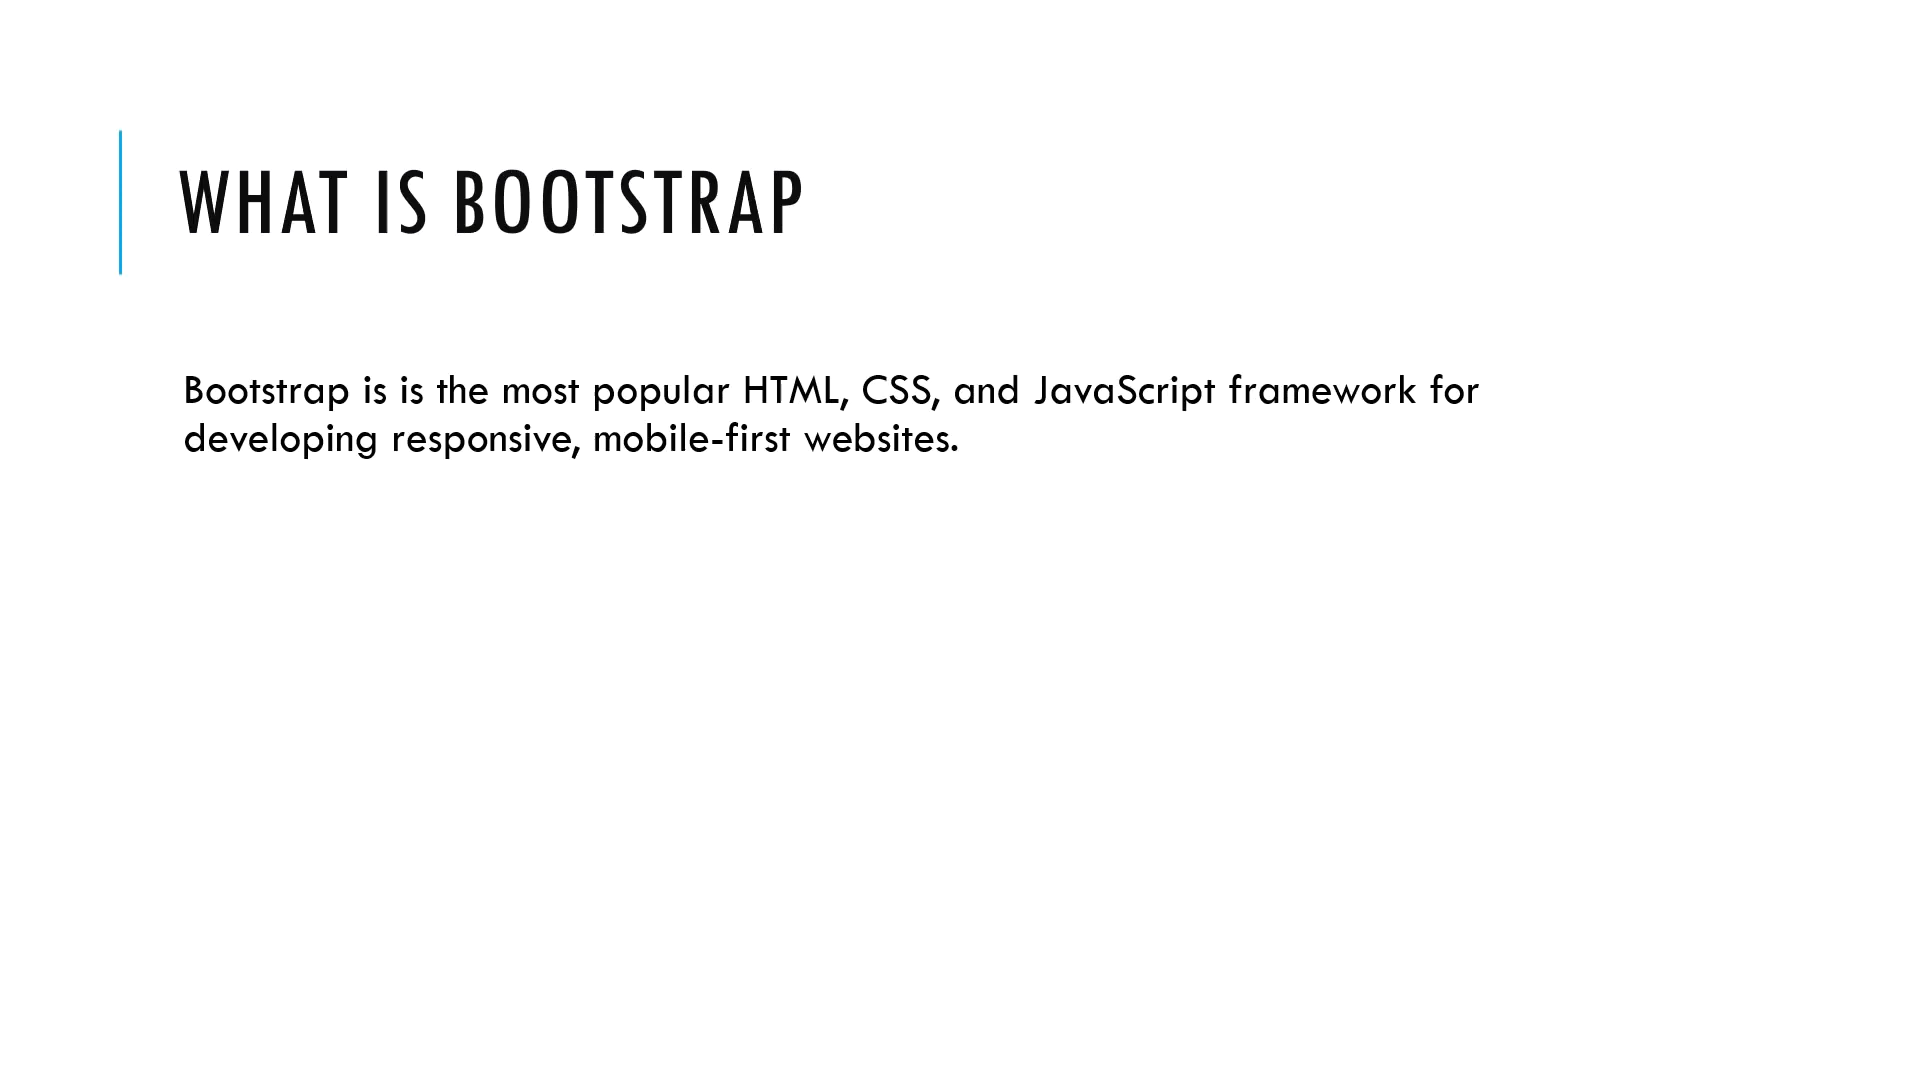 WHAT IS BOOTSTRAP
Bootstrap is is the most popular HTML, CSS, and JavaScript framework for
developing responsive, mobile-first websites.